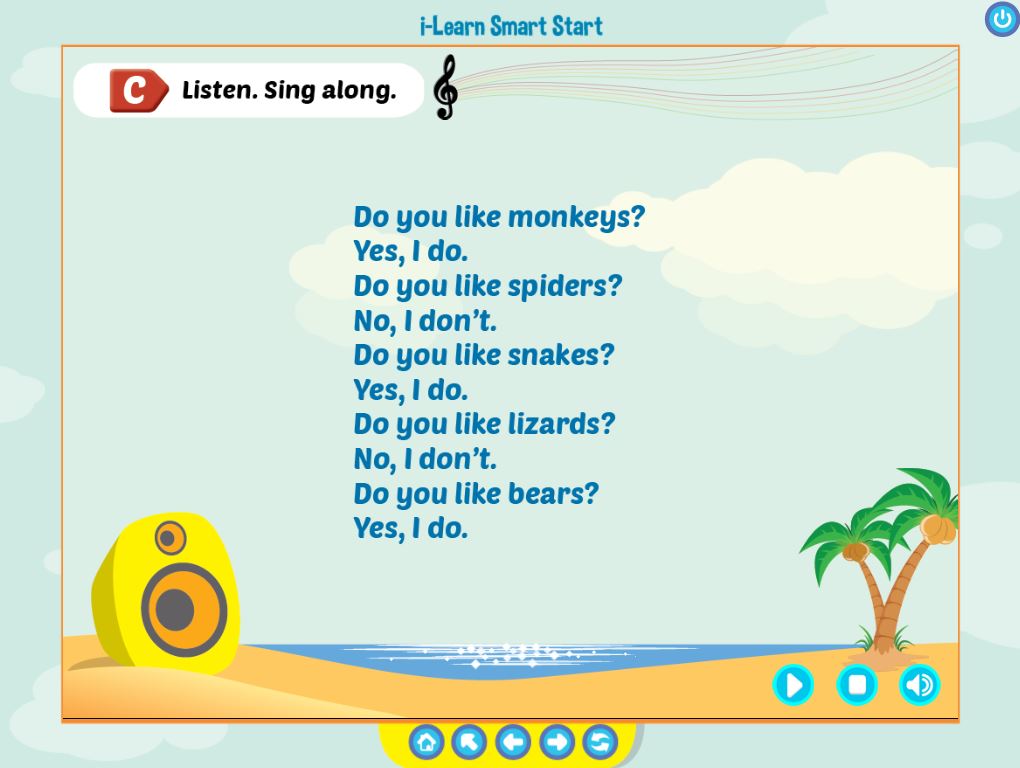 i-Learn Smart Start
C Listen. Sing along.
Do you like monkeys?
Yes, I do.
Do you like spiders?
No, I don’t.
Do you like snakes?
Yes, I do.
Do you like lizards?
No, I don’t.
Do you like bears?
Yes, I do.